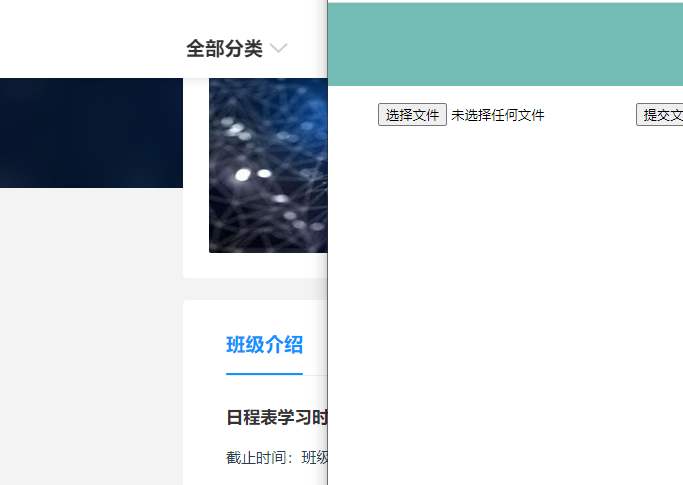 全部分类
选择文件 未选择任何文件 提交文
班级介绍
日程表学习时
截止时间：班级